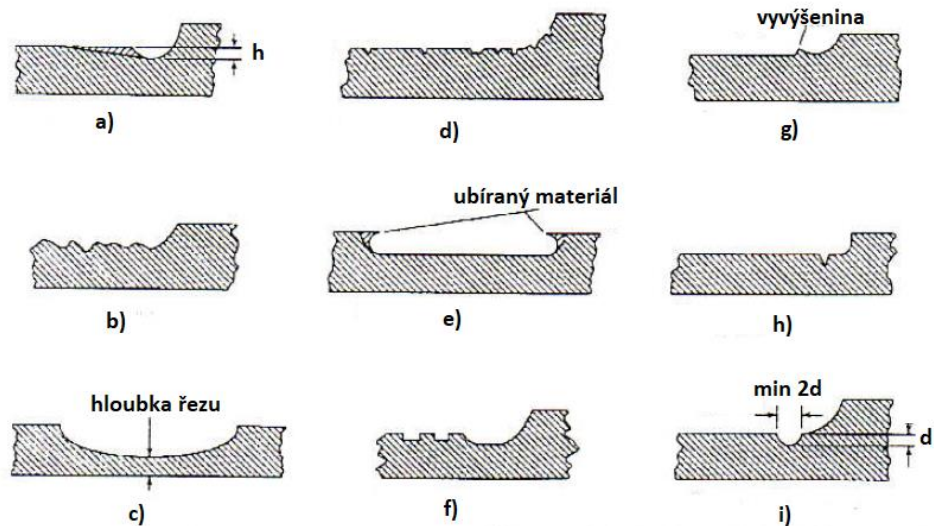 h
a)
d)
vyvýšenina
g)
b)
ubíraný materiál
e)
h)
hloubka řezu
c)
f)
min 2d
d
i)